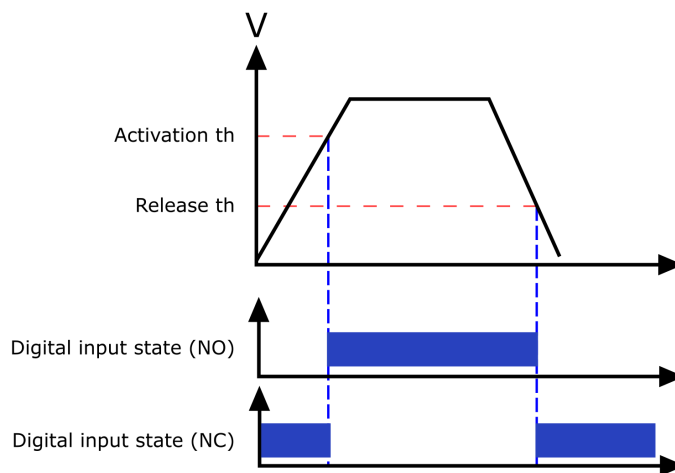 V
Activation th
Release th
Digital input state (NO)
Digital input state (NC)